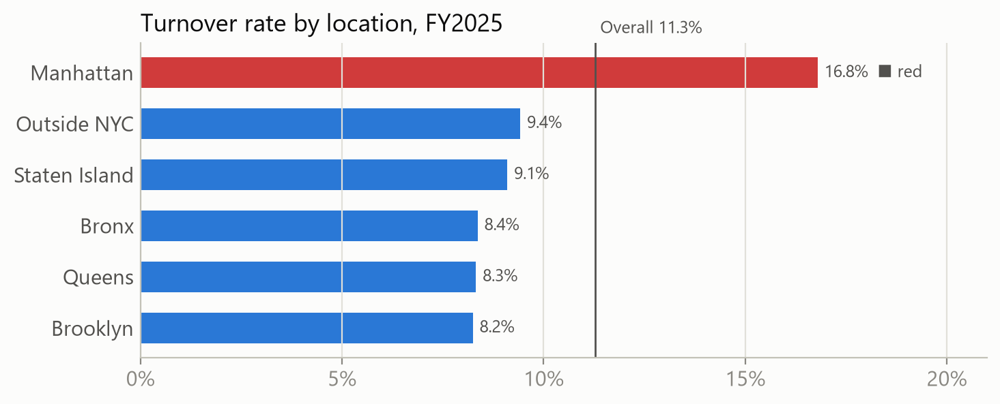 Turnover rate by location, FY2025
Overall 11.3%
Manhattan 16.8% ■ red
Outside NYC 9.4%
Staten Island 9.1%
Bronx 8.4%
Queens 8.3%
Brooklyn 8.2%
0% 5% 10% 15% 20%